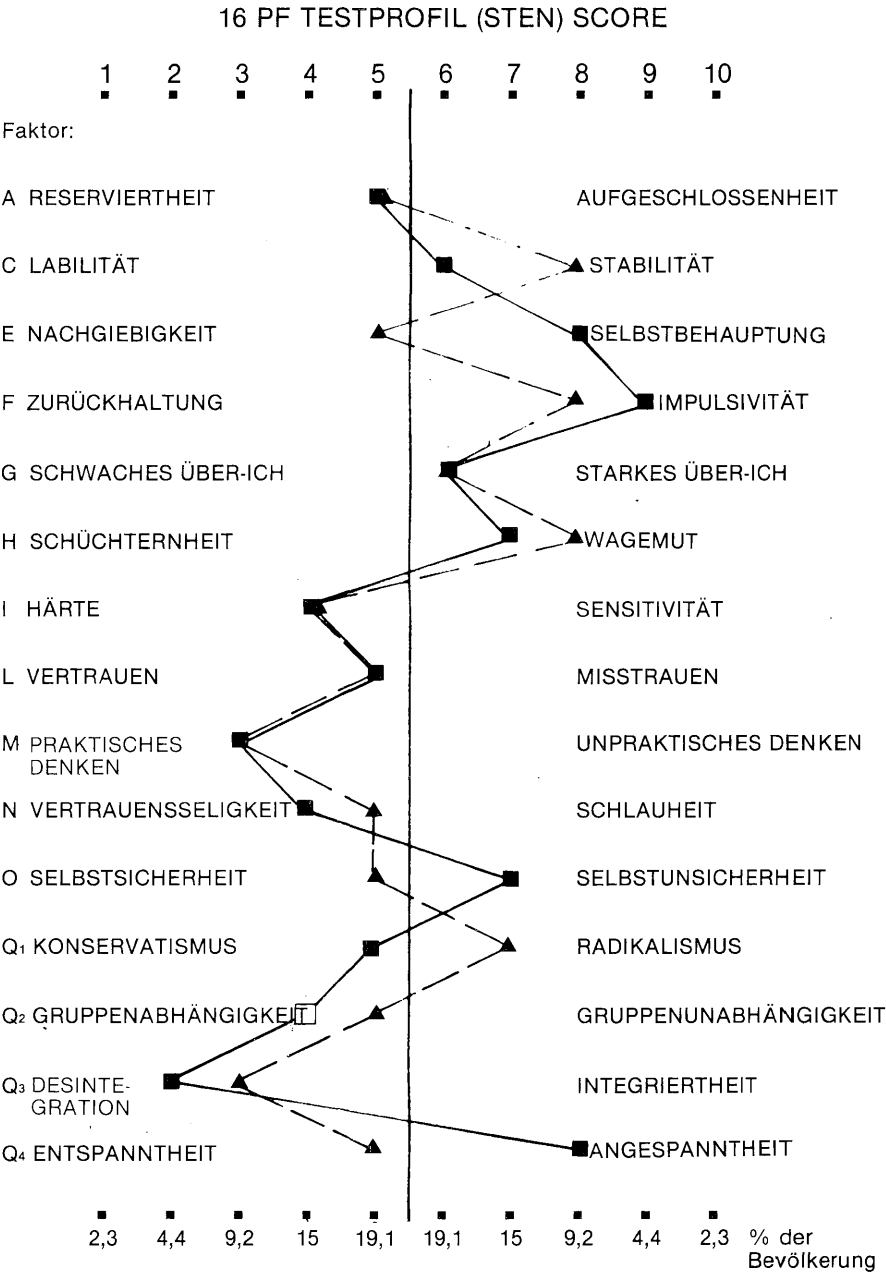 16 PF TESTPROFIL (STEN) SCORE
1 2 3 4 5 6 7 8 9 10
Faktor:
A RESERVIERTHEIT AUFGESCHLOSSENHEIT
C LABILITÄT STABILITÄT
E NACHGIEBIGKEIT SELBSTBEHAUPTUNG
F ZURÜCKHALTUNG IMPULSIVITÄT
G SCHWACHES ÜBER-ICH STARKES ÜBER-ICH
H SCHÜCHTERNHEIT WAGEMUT
I HÄRTE SENSITIVITÄT
L VERTRAUEN MISSTRAUEN
M PRAKTISCHES UNPRAKTISCHES DENKEN
DENKEN
N VERTRAUENSSELIGKEIT SCHLAUHEIT
O SELBSTSICHERHEIT SELBSTUNSICHERHEIT
Q1 KONSERVATISMUS RADIKALISMUS
Q2 GRUPPENABHÄNGIGKEIT GRUPPENUNABHÄNGIGKEIT
Q3 DESINTE- INTEGRIERTHEIT
GRATION
Q4 ENTSPANNTHEIT ANGESPANNTHEIT
2,3 4,4 9,2 15 19,1 19,1 15 9,2 4,4 2,3 % der
Bevölkerung